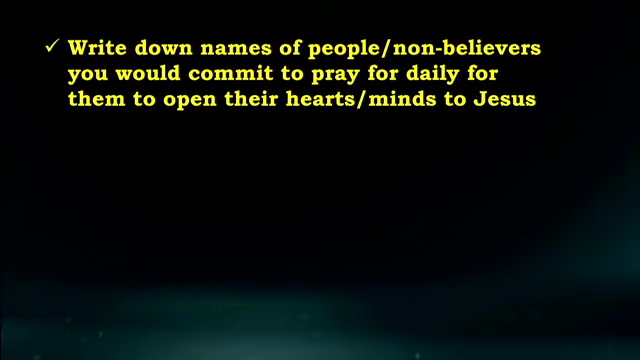 ✓ Write down names of people/non-believers
you would commit to pray for daily for
them to open their hearts/minds to Jesus